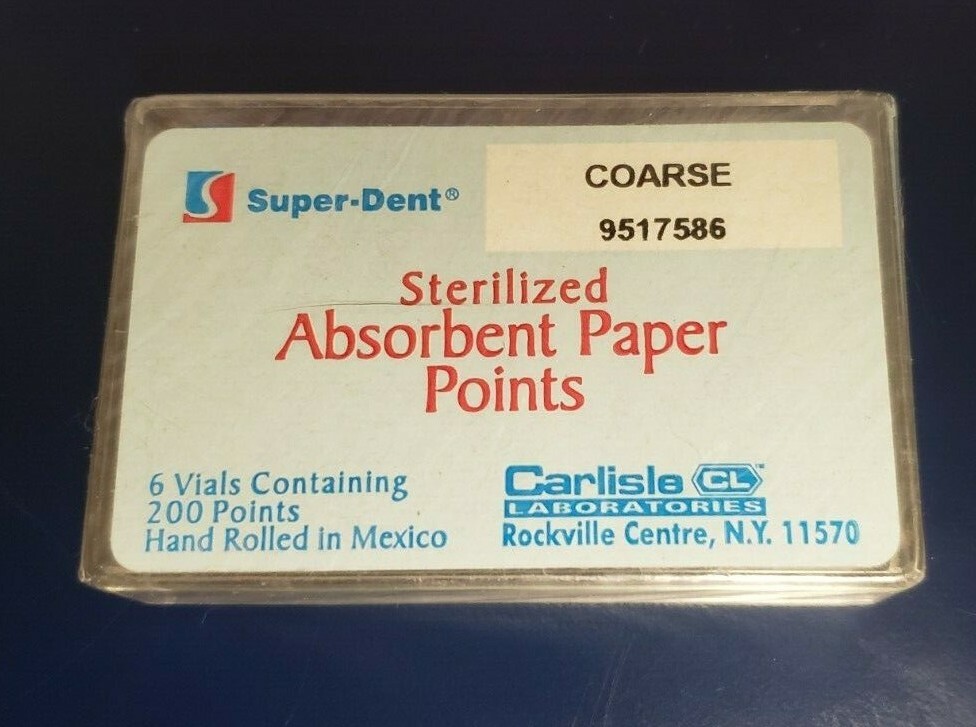 Super-Dent®
COARSE
9517586
Sterilized
Absorbent Paper
Points
6 Vials Containing
200 Points
Hand Rolled in Mexico
Carlisle CL™
LABORATORIES
Rockville Centre, N.Y. 11570